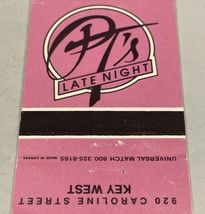 PT's
LATE NIGHT
UNIVERSAL MATCH 800 325-8165 MADE IN CANADA
920 CAROLINE STREET
KEY WEST